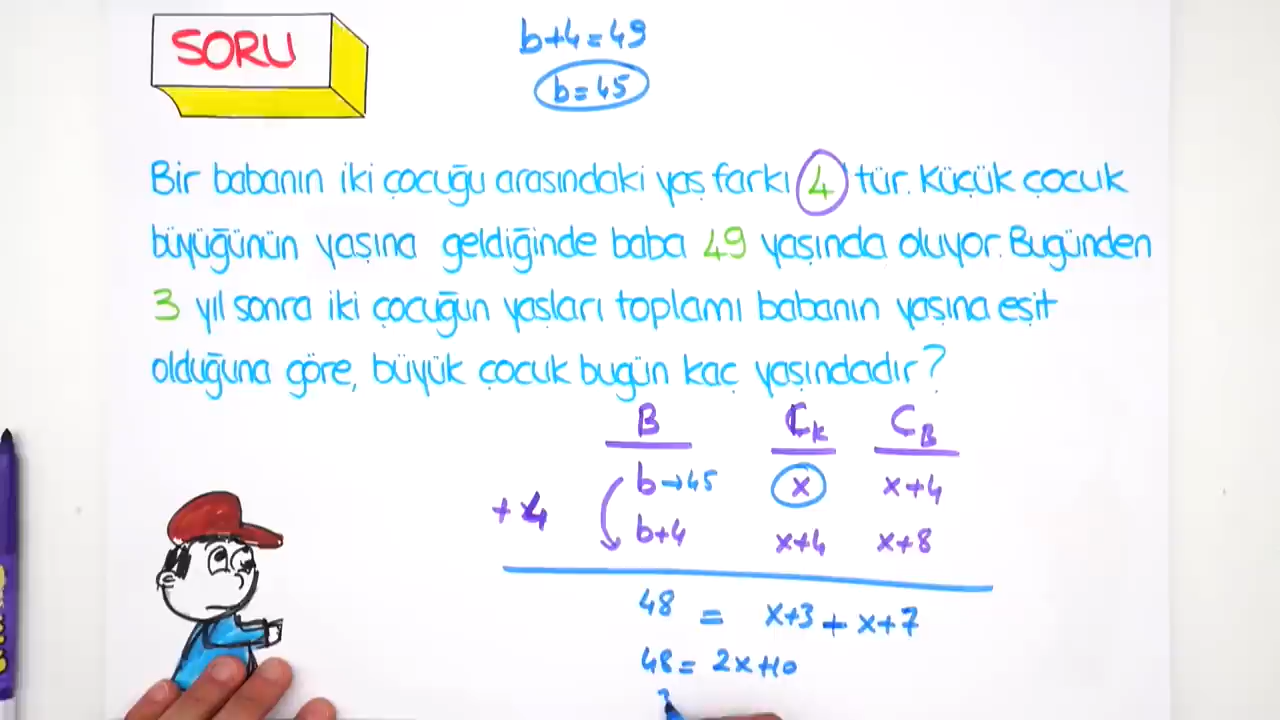 SORU
b+4=49
b=45
Bir babanın iki çocuğu arasındaki yaş farkı 4'tür. Küçük çocuk
büyüğünün yaşına geldiğinde baba 49 yaşında oluyor. Bugünden
3 yıl sonra iki çocuğun yaşları toplamı babanın yaşına eşit
olduğuna göre, büyük çocuk bugün kaç yaşındadır?
B Ck CB
b→45 x x+4
+4 b+4 x+4 x+8
48 = x+3 + x+7
48 = 2x+10